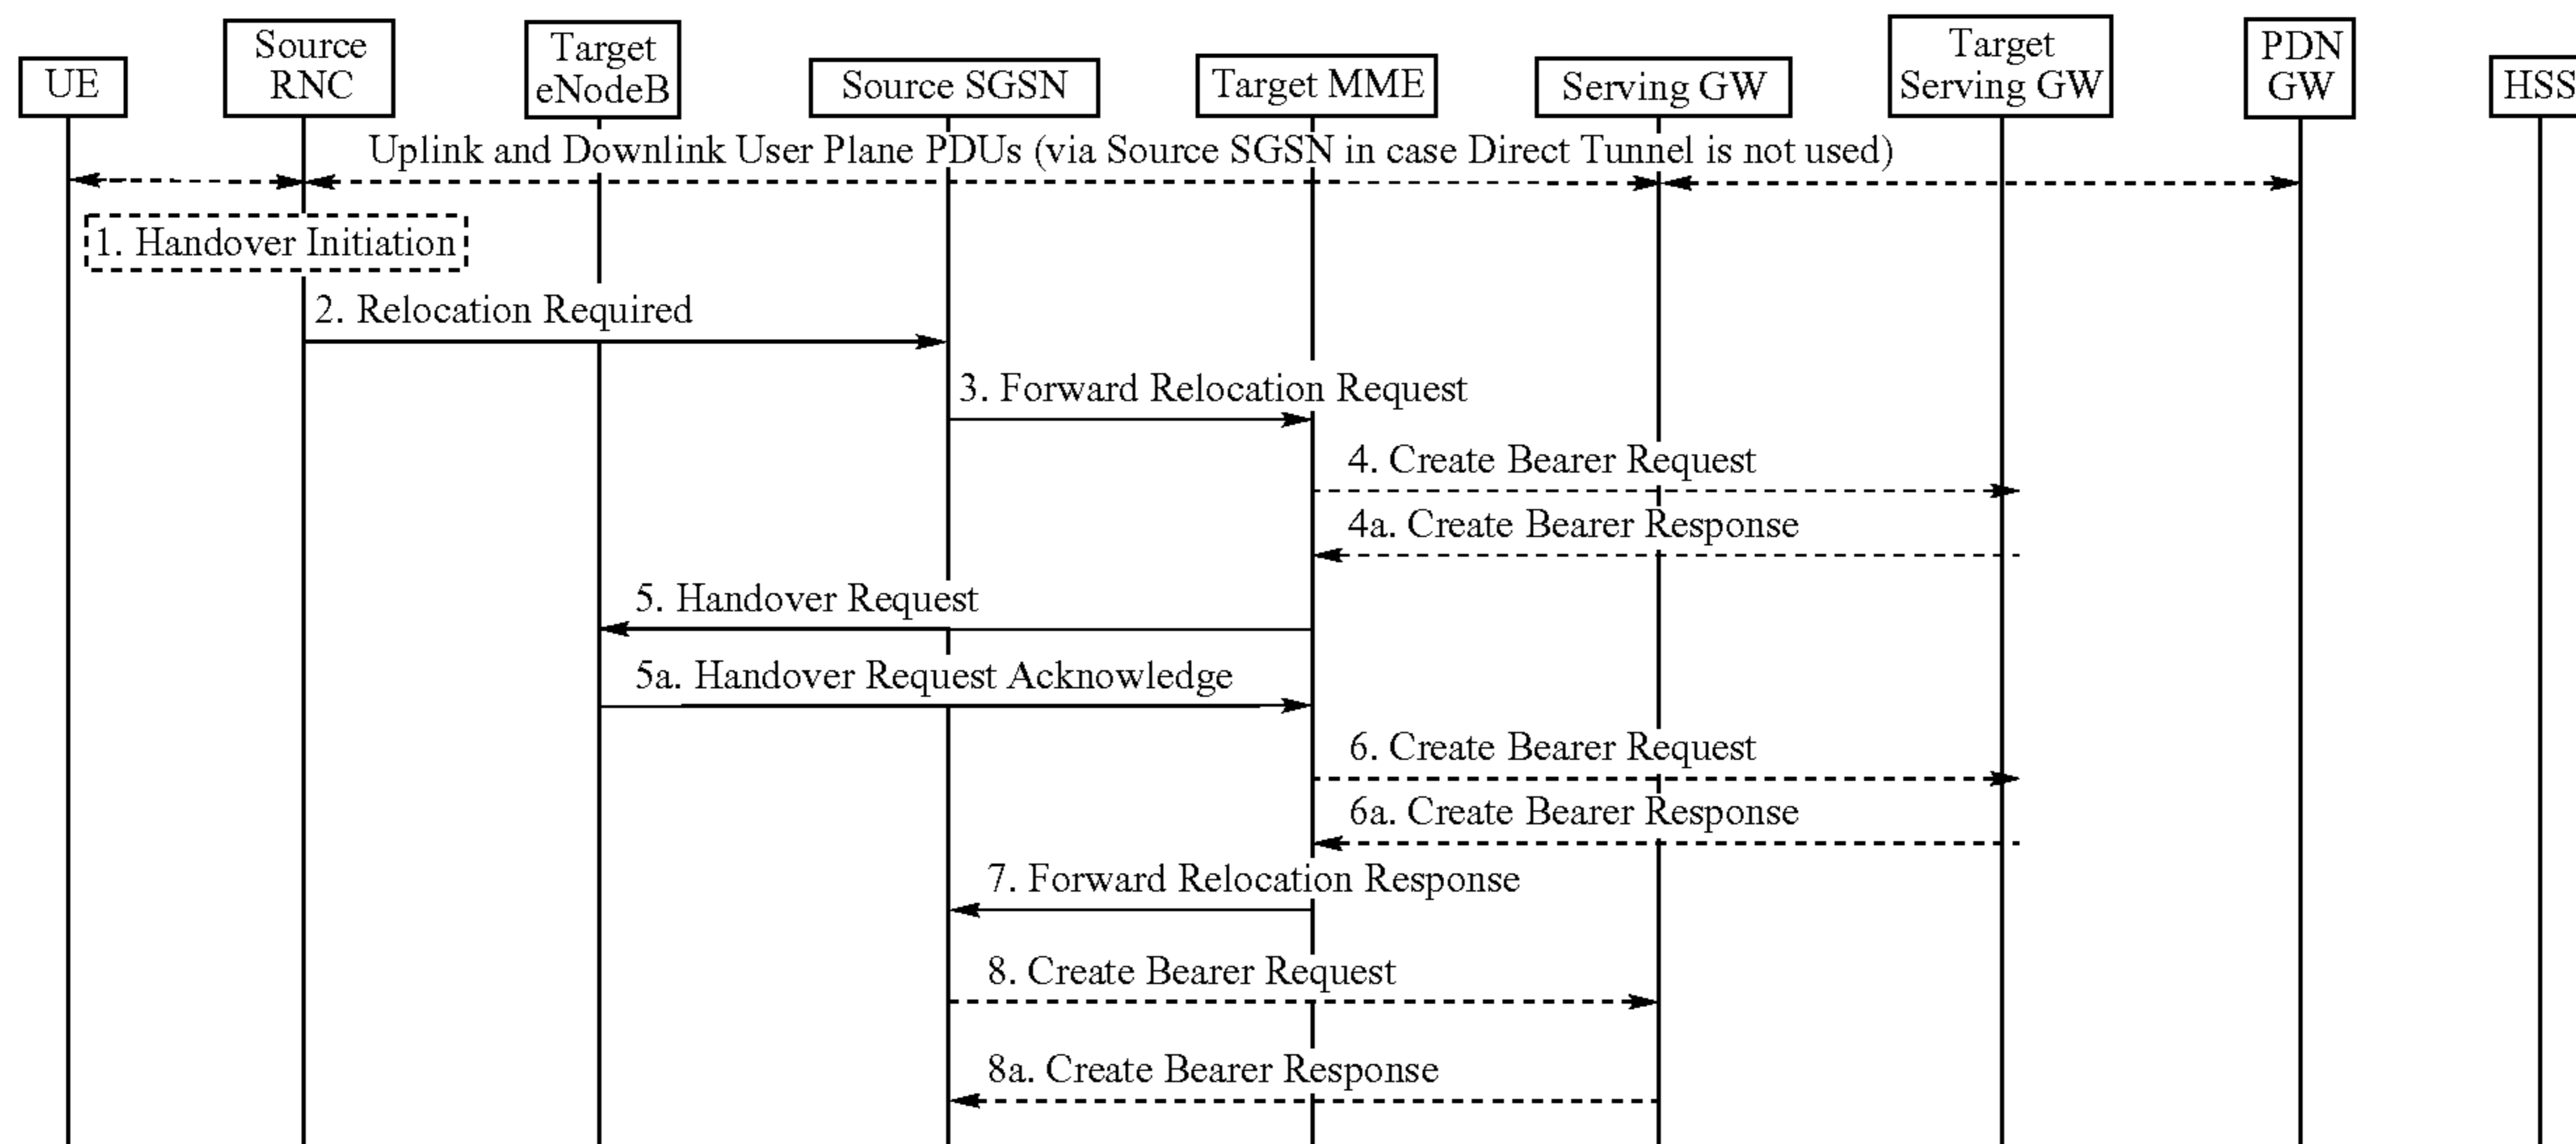 UE
Source
RNC
Target
eNodeB
Source SGSN
Target MME
Serving GW
Target
Serving GW
PDN
GW
HSS
Uplink and Downlink User Plane PDUs (via Source SGSN in case Direct Tunnel is not used)
1. Handover Initiation
2. Relocation Required
3. Forward Relocation Request
4. Create Bearer Request
4a. Create Bearer Response
5. Handover Request
5a. Handover Request Acknowledge
6. Create Bearer Request
6a. Create Bearer Response
7. Forward Relocation Response
8. Create Bearer Request
8a. Create Bearer Response